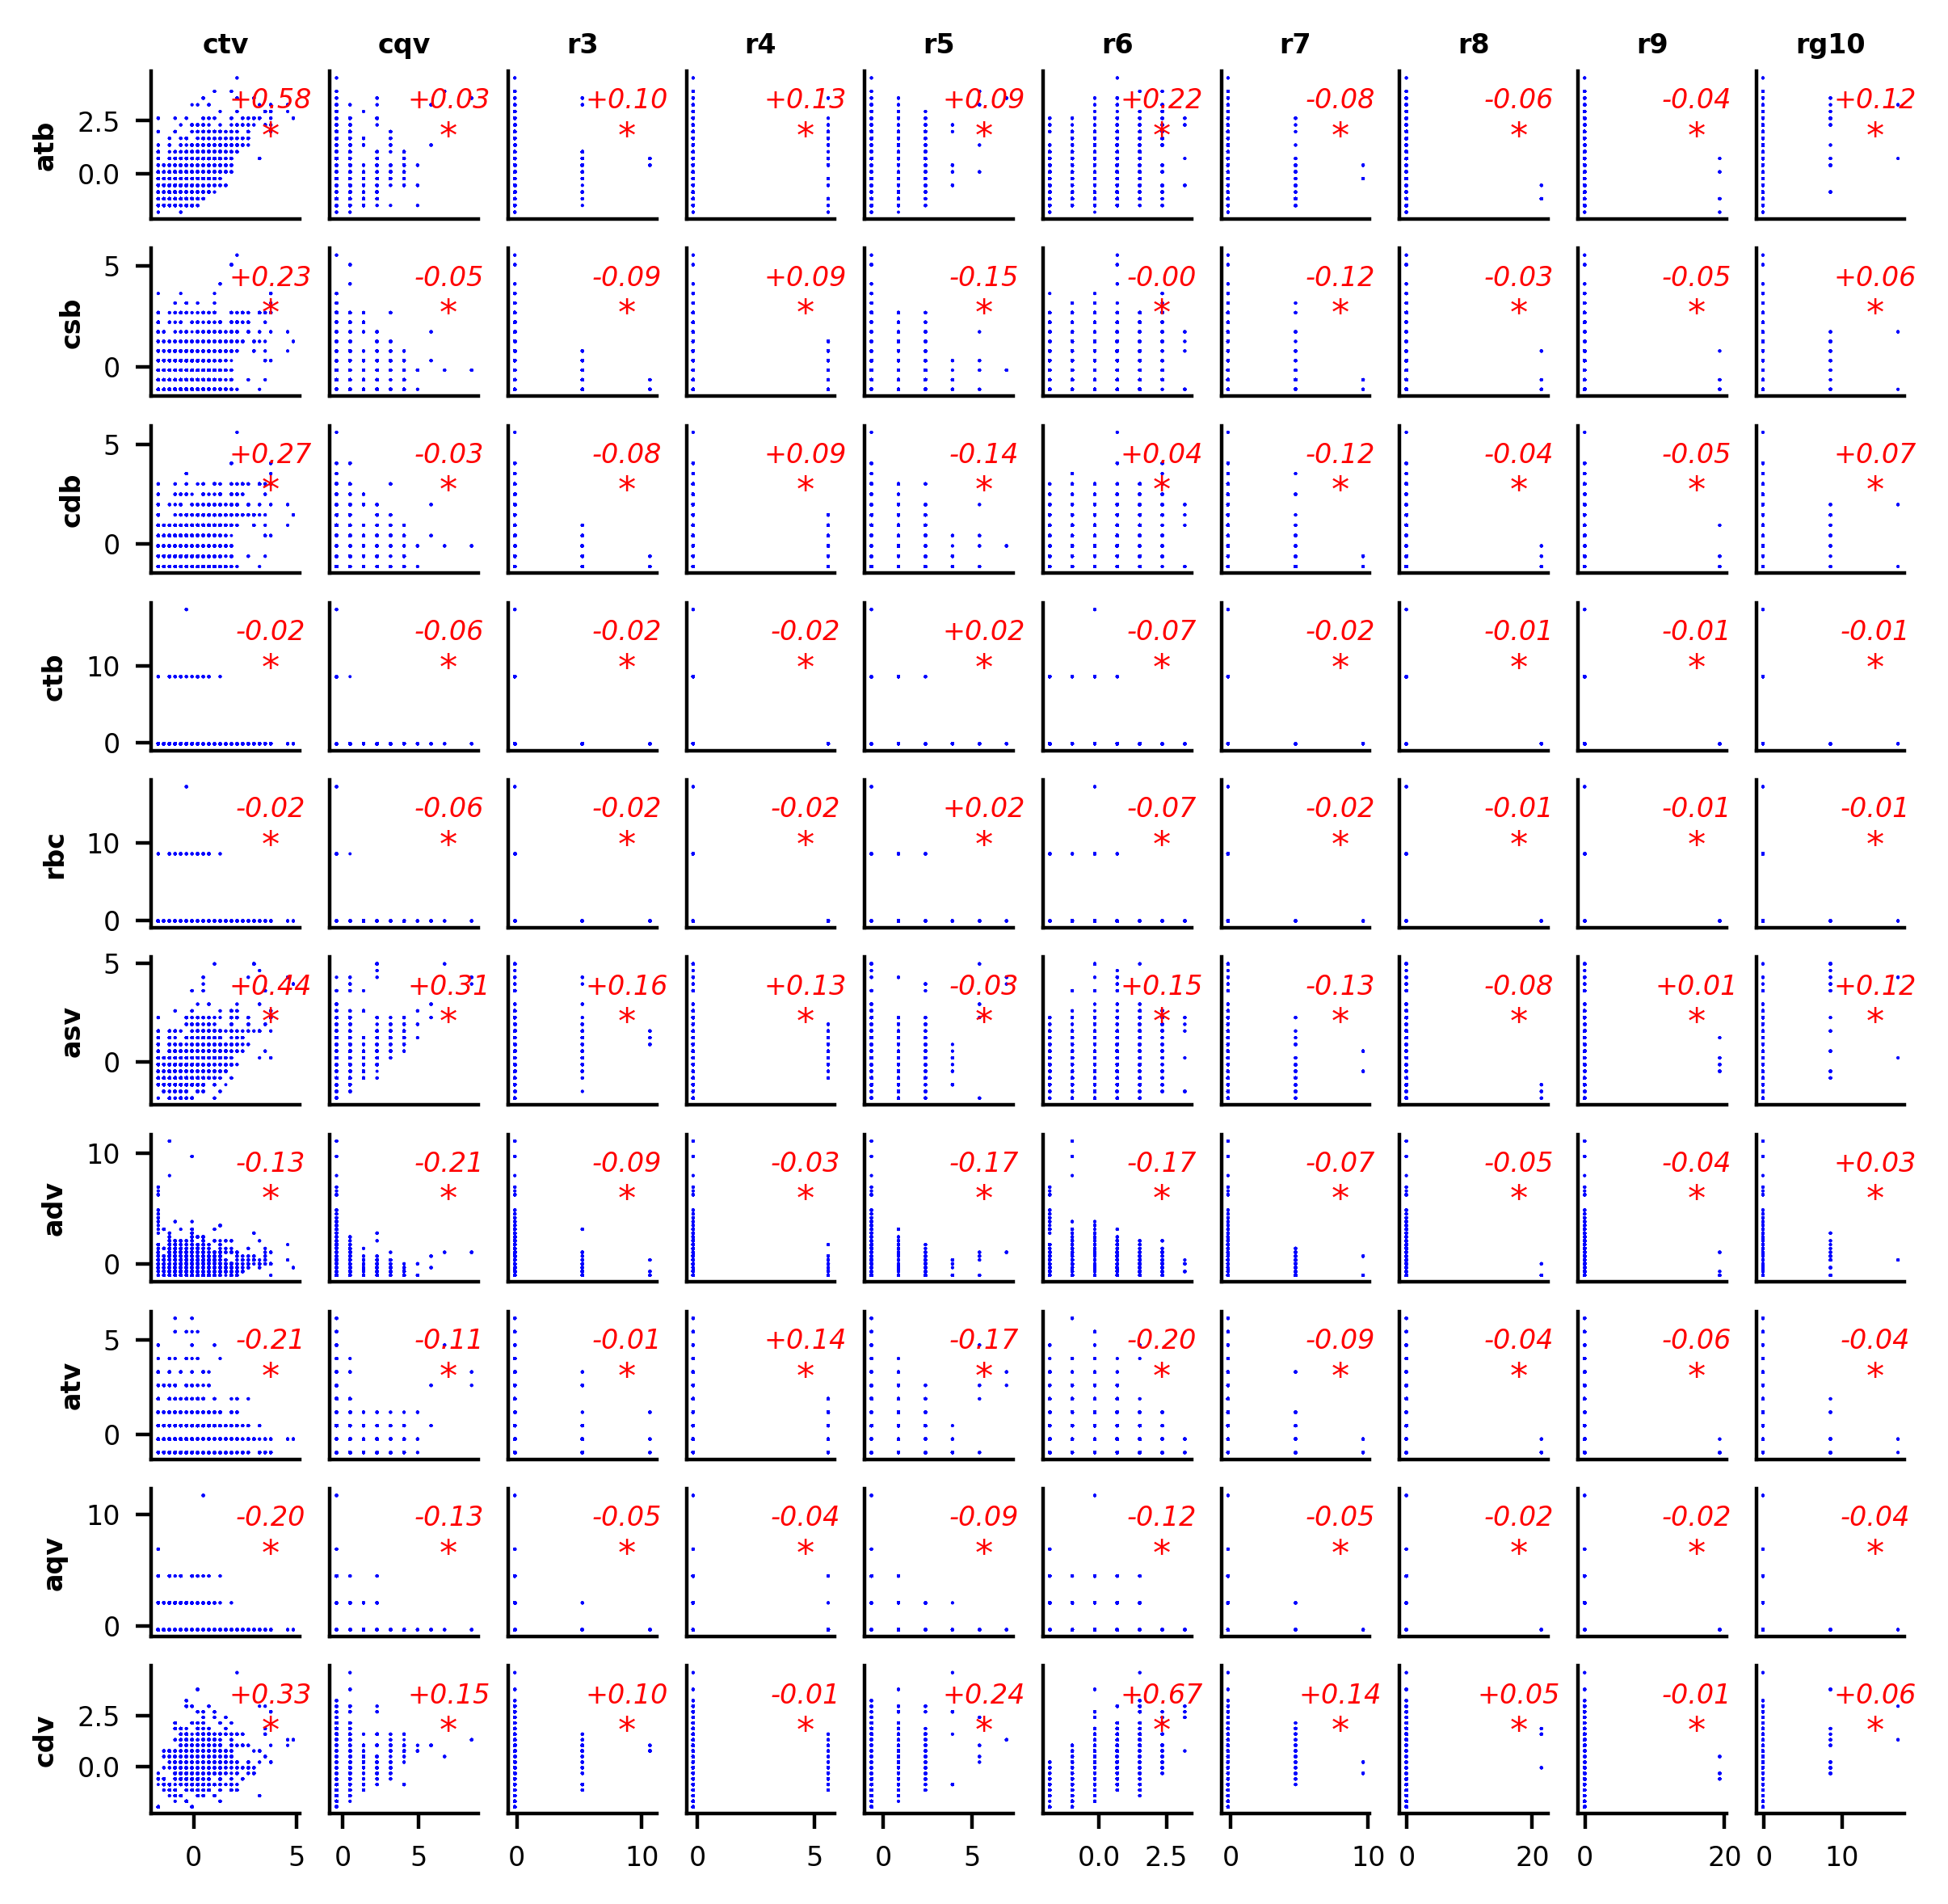 ctv cqv r3 r4 r5 r6 r7 r8 r9 rg10
atb 2.5 0.0 +0.58 +0.03 +0.10 +0.13 +0.09 +0.22 -0.08 -0.06 -0.04 +0.12
* * * * * * * * * *
csb 5 0 +0.23 -0.05 -0.09 +0.09 -0.15 -0.00 -0.12 -0.03 -0.05 +0.06
* * * * * * * * * *
cdb 5 0 +0.27 -0.03 -0.08 +0.09 -0.14 +0.04 -0.12 -0.04 -0.05 +0.07
* * * * * * * * * *
ctb 10 0 -0.02 -0.06 -0.02 -0.02 +0.02 -0.07 -0.02 -0.01 -0.01 -0.01
* * * * * * * * * *
rbc 10 0 -0.02 -0.06 -0.02 -0.02 +0.02 -0.07 -0.02 -0.01 -0.01 -0.01
* * * * * * * * * *
asv 5 0 +0.44 +0.31 +0.16 +0.13 -0.03 +0.15 -0.13 -0.08 +0.01 +0.12
* * * * * * * * * *
adv 10 0 -0.13 -0.21 -0.09 -0.03 -0.17 -0.17 -0.07 -0.05 -0.04 +0.03
* * * * * * * * * *
atv 5 0 -0.21 -0.11 -0.01 +0.14 -0.17 -0.20 -0.09 -0.04 -0.06 -0.04
* * * * * * * * * *
aqv 10 0 -0.20 -0.13 -0.05 -0.04 -0.09 -0.12 -0.05 -0.02 -0.02 -0.04
* * * * * * * * * *
cdv 2.5 0.0 +0.33 +0.15 +0.10 -0.01 +0.24 +0.67 +0.14 +0.05 -0.01 +0.06
* * * * * * * * * *
0 5 0 5 0 10 0 5 0 5 0.0 2.5 0 10 0 20 0 20 0 10